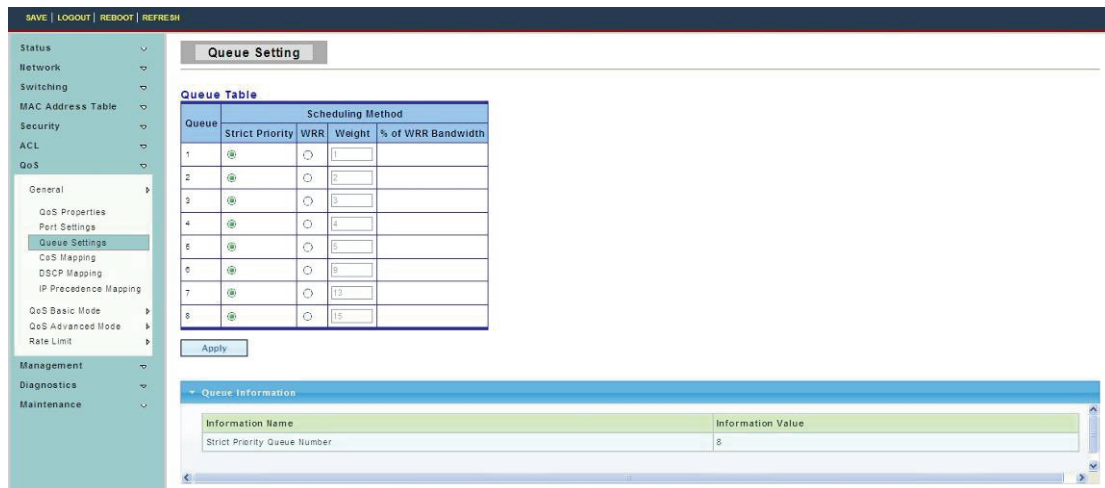 SAVE | LOGOUT | REBOOT | REFRESH
Status
Network
Switching
MAC Address Table
Security
ACL
QoS
General
QoS Properties
Port Settings
Queue Settings
CoS Mapping
DSCP Mapping
IP Precedence Mapping
QoS Basic Mode
QoS Advanced Mode
Rate Limit
Management
Diagnostics
Maintenance
Queue Setting
Queue Table
Queue Scheduling Method
Strict Priority WRR Weight % of WRR Bandwidth
1 1
2 2
3 3
4 4
5 5
6 9
7 13
8 15
Apply
Queue Information
Information Name Information Value
Strict Priority Queue Number 8